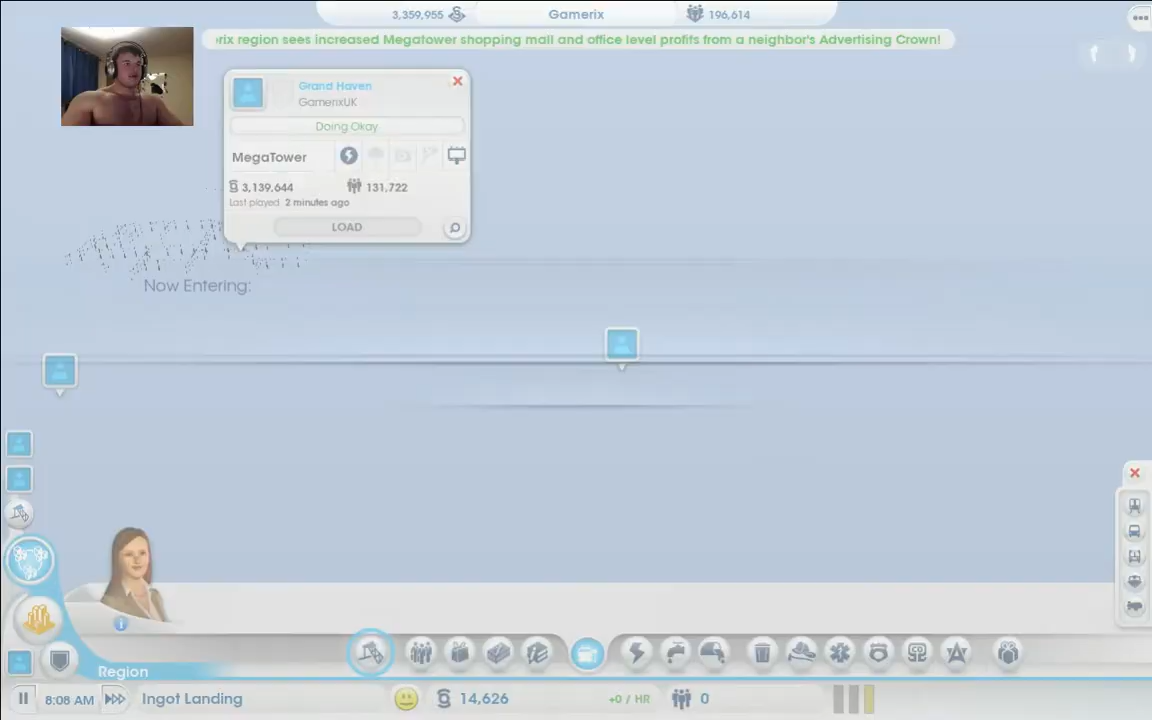 3,359,955
Gamerix
196,614
rix region sees increased Megatower shopping mall and office level profits from a neighbor's Advertising Crown!
Grand Haven
GamerixUK
Doing Okay
MegaTower
3,139,644
131,722
Last played: 2 minutes ago
LOAD
Now Entering:
Region
8:08 AM
Ingot Landing
14,626
+0 / HR
0